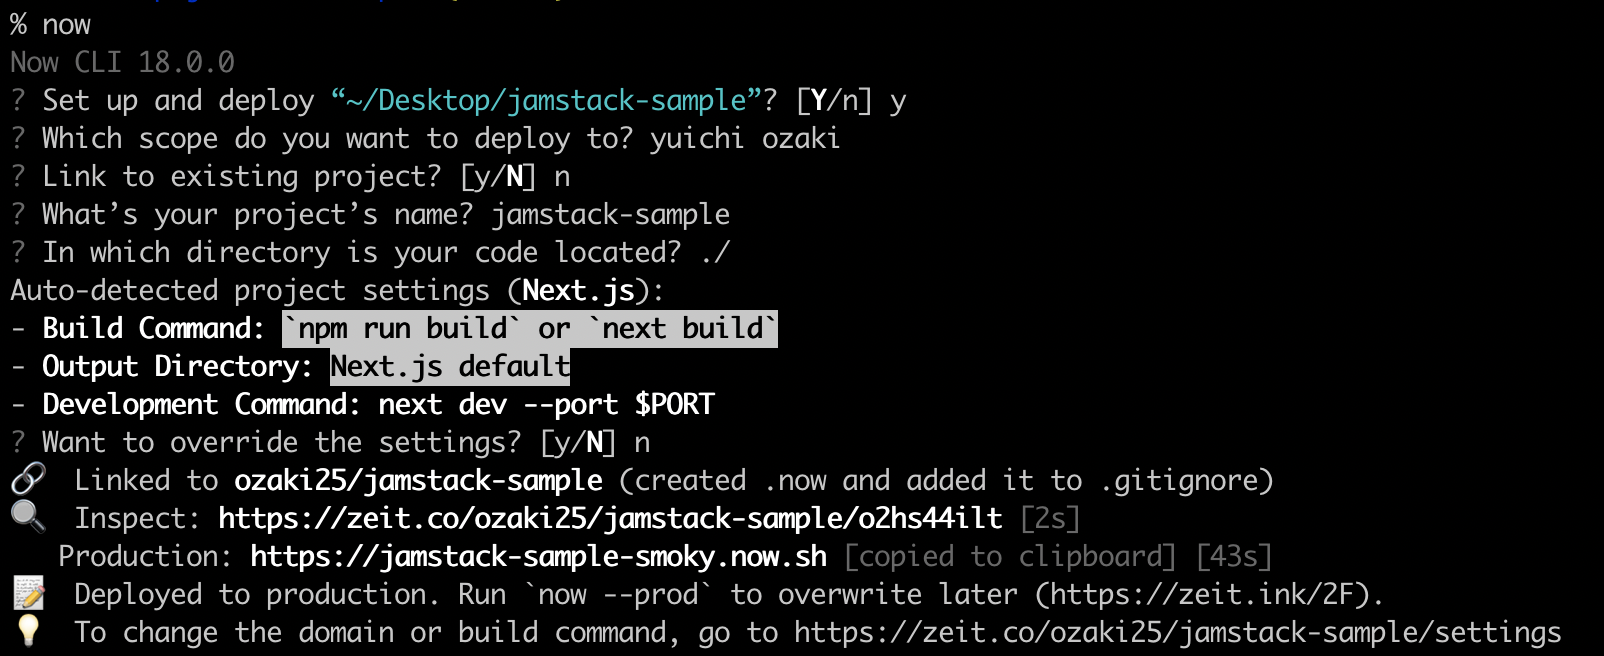 % now
Now CLI 18.0.0
? Set up and deploy “~/Desktop/jamstack-sample”? [Y/n] y
? Which scope do you want to deploy to? yuichi ozaki
? Link to existing project? [y/N] n
? What’s your project’s name? jamstack-sample
? In which directory is your code located? ./
Auto-detected project settings (Next.js):
- Build Command: `npm run build` or `next build`
- Output Directory: Next.js default
- Development Command: next dev --port $PORT
? Want to override the settings? [y/N] n
🔗  Linked to ozaki25/jamstack-sample (created .now and added it to .gitignore)
🔍  Inspect: https://zeit.co/ozaki25/jamstack-sample/o2hs44ilt [2s]
Production: https://jamstack-sample-smoky.now.sh [copied to clipboard] [43s]
📝  Deployed to production. Run `now --prod` to overwrite later (https://zeit.ink/2F).
💡  To change the domain or build command, go to https://zeit.co/ozaki25/jamstack-sample/settings